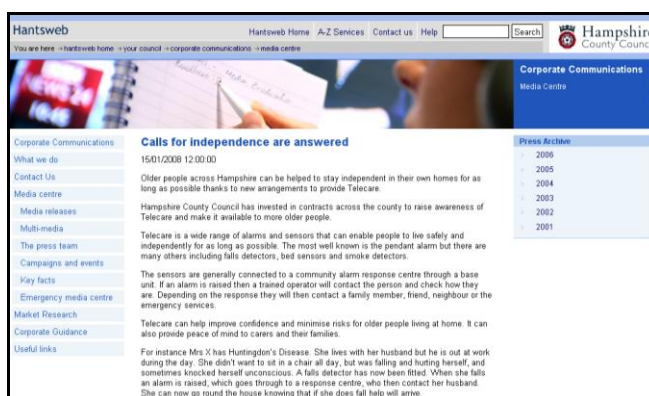 Hantsweb
Hantsweb Home A-Z Services Contact us Help Search
Hampshire
County Counc
You are here → hantsweb home → your council → corporate communications → media centre
NEWS 24
10:45
Corporate Communications
Media Centre
Corporate Communications
What we do
Contact Us
Media centre
Media releases
Multi-media
The press team
Campaigns and events
Key facts
Emergency media centre
Market Research
Corporate Guidance
Useful links
Calls for independence are answered
15/01/2008 12:00:00
Older people across Hampshire can be helped to stay independent in their own homes for as
long as possible thanks to new arrangements to provide Telecare.
Hampshire County Council has invested in contracts across the county to raise awareness of
Telecare and make it available to more older people.
Telecare is a wide range of alarms and sensors that can enable people to live safely and
independently for as long as possible. The most well known is the pendant alarm but there are
many others including falls detectors, bed sensors and smoke detectors.
The sensors are generally connected to a community alarm response centre through a base
unit. If an alarm is raised then a trained operator will contact the person and check how they
are. Depending on the response they will then contact a family member, friend, neighbour or the
emergency services.
Telecare can help improve confidence and minimise risks for older people living at home. It can
also provide peace of mind to carers and their families.
For instance Mrs X has Huntingdon's Disease. She lives with her husband but he is out at work
during the day. She didn't want to sit in a chair all day, but was falling and hurting herself, and
sometimes knocked herself unconscious. A falls detector has now been fitted. When she falls
an alarm is raised, which goes through to a response centre, who then contact her husband.
She can now go round the house knowing that if she does fall help will arrive.
Press Archive
2006
2005
2004
2003
2002
2001